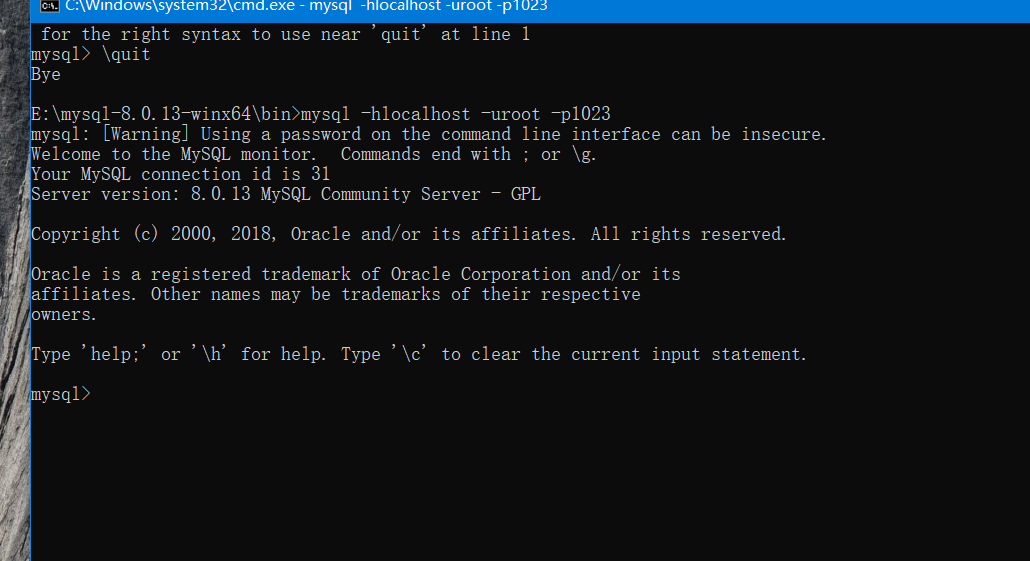 C:\Windows\system32\cmd.exe - mysql -hlocalhost -uroot -p1023
for the right syntax to use near 'quit' at line 1
mysql> \quit
Bye
E:\mysql-8.0.13-winx64\bin>mysql -hlocalhost -uroot -p1023
mysql: [Warning] Using a password on the command line interface can be insecure.
Welcome to the MySQL monitor.  Commands end with ; or \g.
Your MySQL connection id is 31
Server version: 8.0.13 MySQL Community Server - GPL
Copyright (c) 2000, 2018, Oracle and/or its affiliates. All rights reserved.
Oracle is a registered trademark of Oracle Corporation and/or its
affiliates. Other names may be trademarks of their respective
owners.
Type 'help;' or '\h' for help. Type '\c' to clear the current input statement.
mysql>